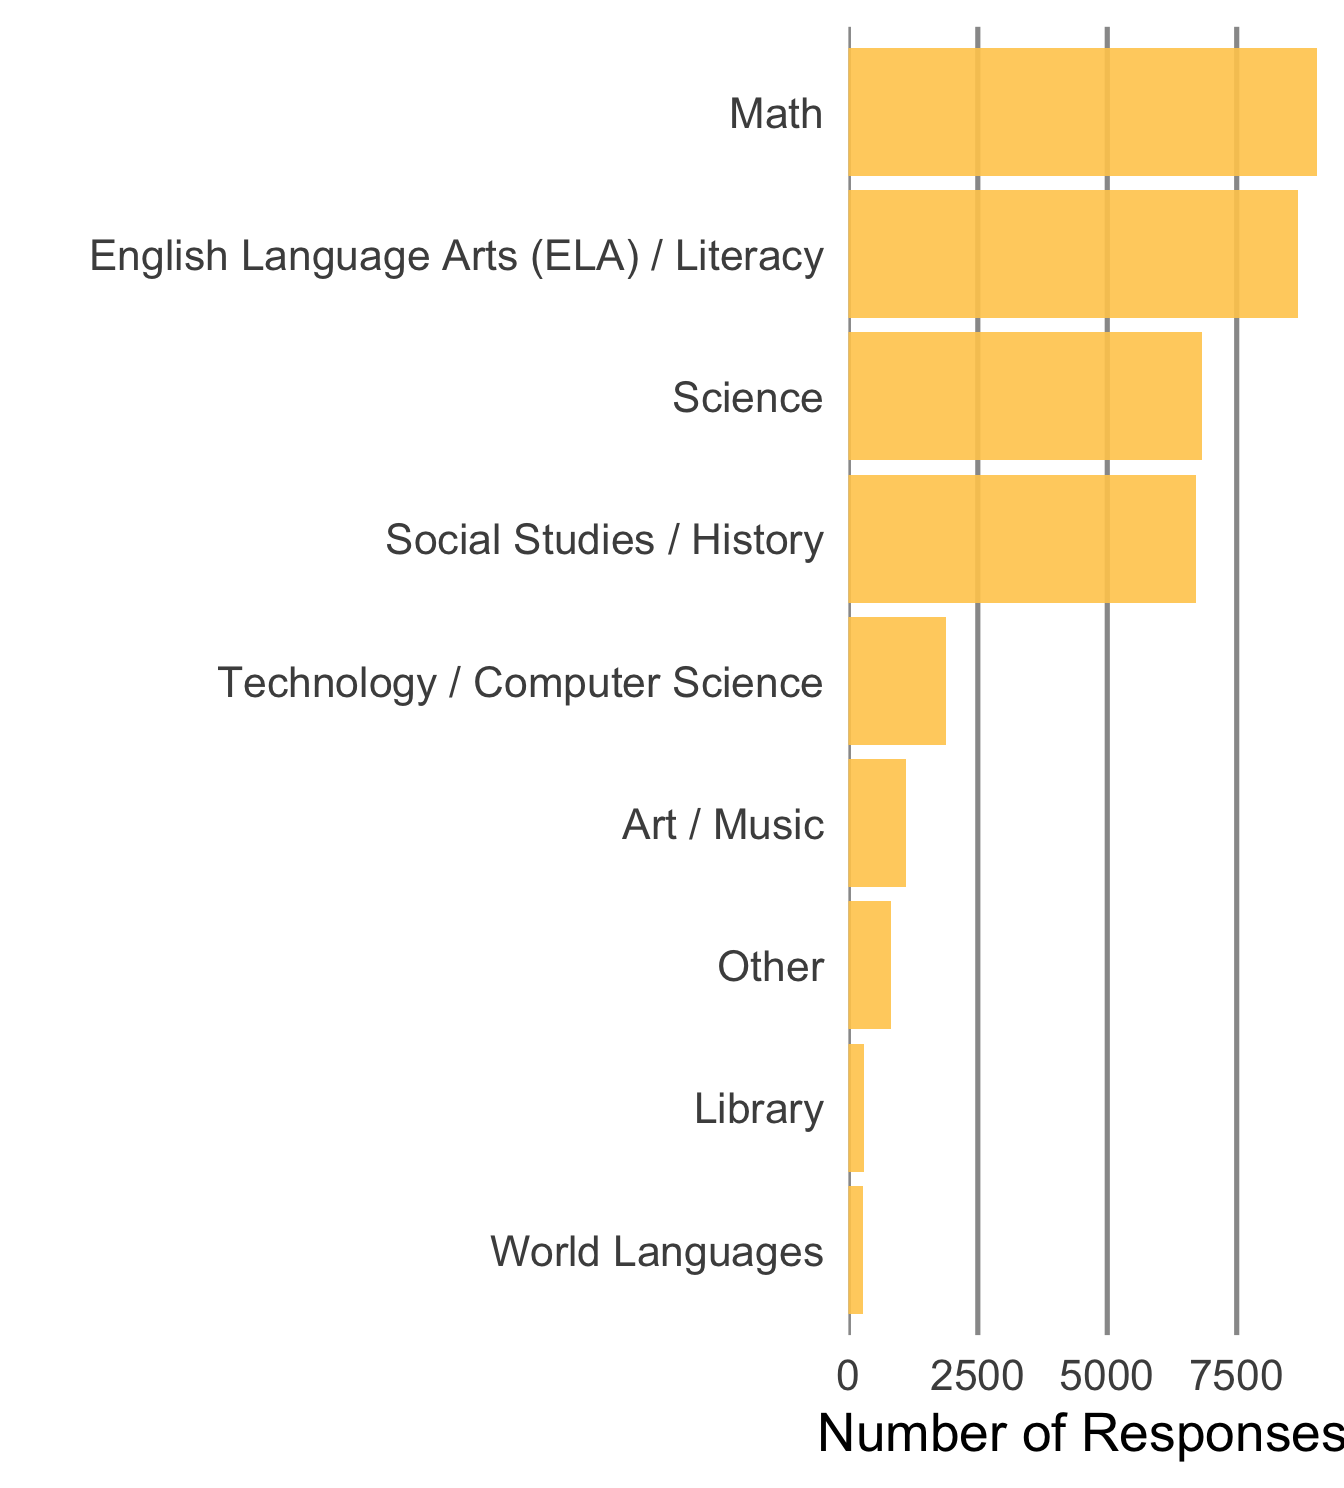 Math
English Language Arts (ELA) / Literacy
Science
Social Studies / History
Technology / Computer Science
Art / Music
Other
Library
World Languages
0 2500 5000 7500
Number of Responses